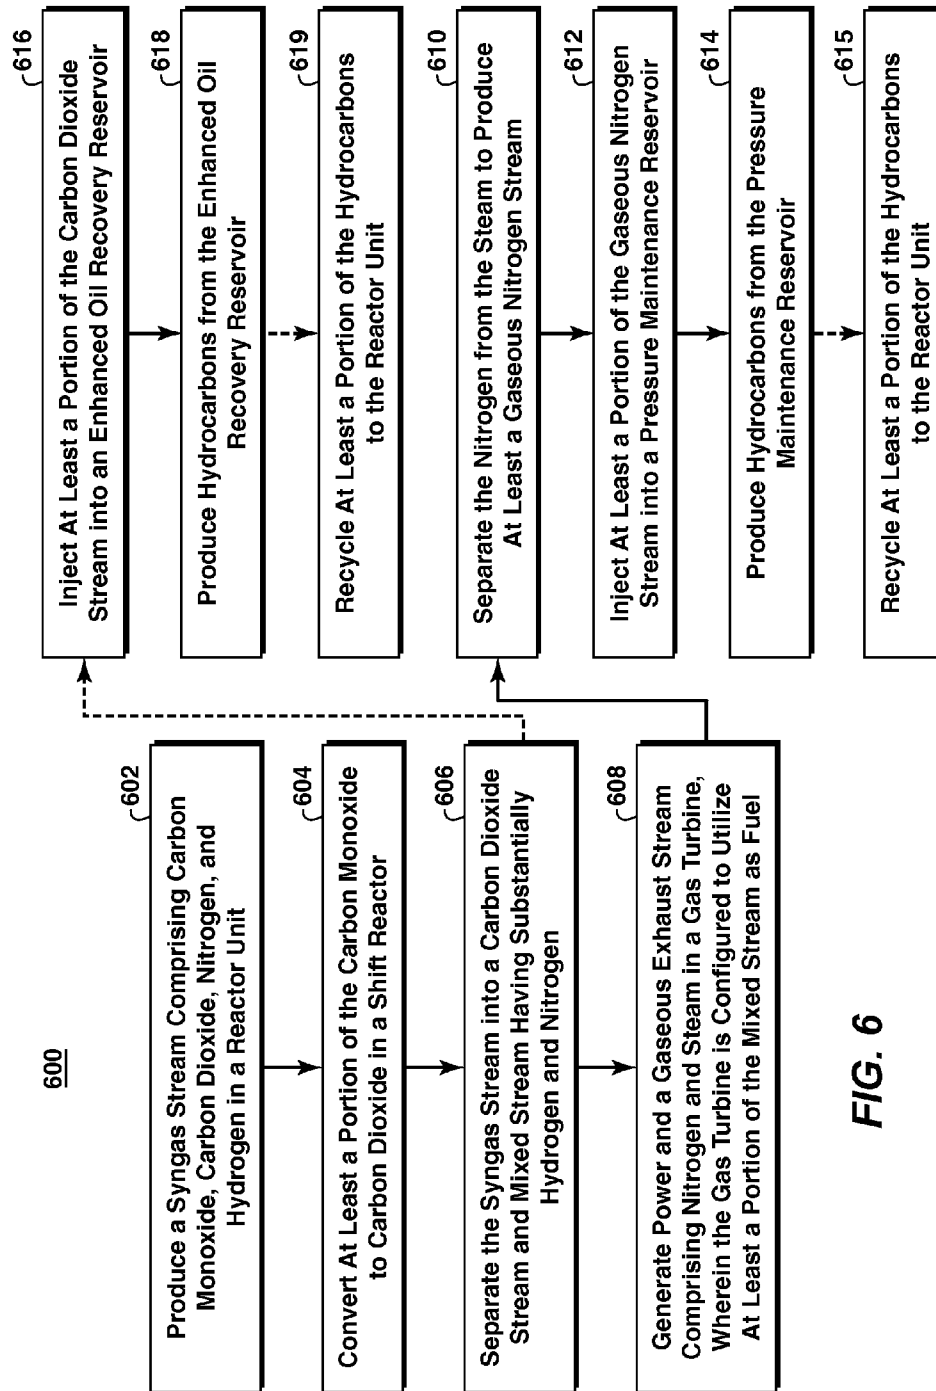 600
602
Produce a Syngas Stream Comprising Carbon
Monoxide, Carbon Dioxide, Nitrogen, and
Hydrogen in a Reactor Unit
604
Convert At Least a Portion of the Carbon Monoxide
to Carbon Dioxide in a Shift Reactor
606
Separate the Syngas Stream into a Carbon Dioxide
Stream and Mixed Stream Having Substantially
Hydrogen and Nitrogen
608
Generate Power and a Gaseous Exhaust Stream
Comprising Nitrogen and Steam in a Gas Turbine,
Wherein the Gas Turbine is Configured to Utilize
At Least a Portion of the Mixed Stream as Fuel
616
Inject At Least a Portion of the Carbon Dioxide
Stream into an Enhanced Oil Recovery Reservoir
618
Produce Hydrocarbons from the Enhanced Oil
Recovery Reservoir
619
Recycle At Least a Portion of the Hydrocarbons
to the Reactor Unit
610
Separate the Nitrogen from the Steam to Produce
At Least a Gaseous Nitrogen Stream
612
Inject At Least a Portion of the Gaseous Nitrogen
Stream into a Pressure Maintenance Reservoir
614
Produce Hydrocarbons from the Pressure
Maintenance Reservoir
615
Recycle At Least a Portion of the Hydrocarbons
to the Reactor Unit
FIG. 6